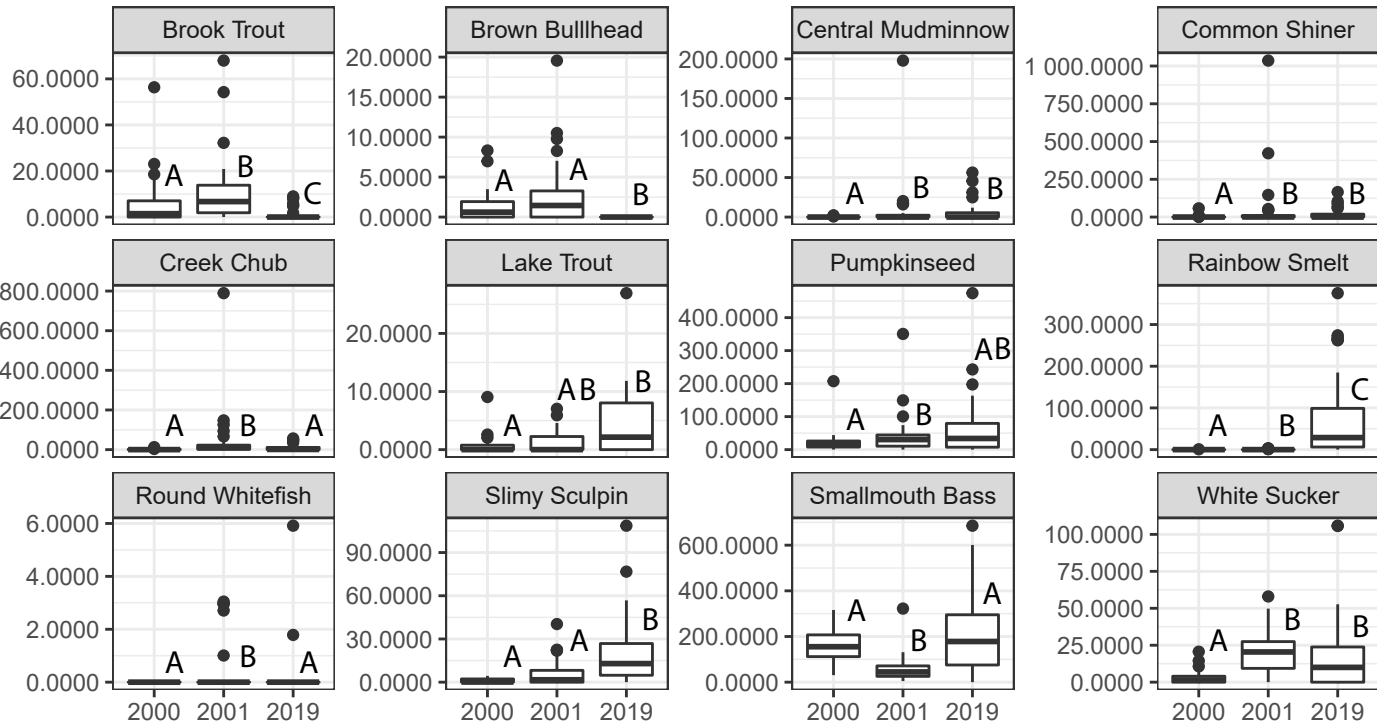 Brook Trout
Brown Bulllhead
Central Mudminnow
Common Shiner
60.0000
40.0000
20.0000
0.0000
A
B
C
20.0000
15.0000
10.0000
5.0000
0.0000
A
A
B
200.0000
150.0000
100.0000
50.0000
0.0000
A
B
B
1 000.0000
750.0000
500.0000
250.0000
0.0000
A
B
B
Creek Chub
Lake Trout
Pumpkinseed
Rainbow Smelt
800.0000
600.0000
400.0000
200.0000
0.0000
A
B
A
20.0000
10.0000
0.0000
A
AB
B
400.0000
300.0000
200.0000
100.0000
0.0000
A
B
AB
300.0000
200.0000
100.0000
0.0000
A
B
C
Round Whitefish
Slimy Sculpin
Smallmouth Bass
White Sucker
6.0000
4.0000
2.0000
0.0000
A
B
A
90.0000
60.0000
30.0000
0.0000
A
A
B
600.0000
400.0000
200.0000
0.0000
A
B
A
100.0000
75.0000
50.0000
25.0000
0.0000
A
B
B
2000 2001 2019
2000 2001 2019
2000 2001 2019
2000 2001 2019